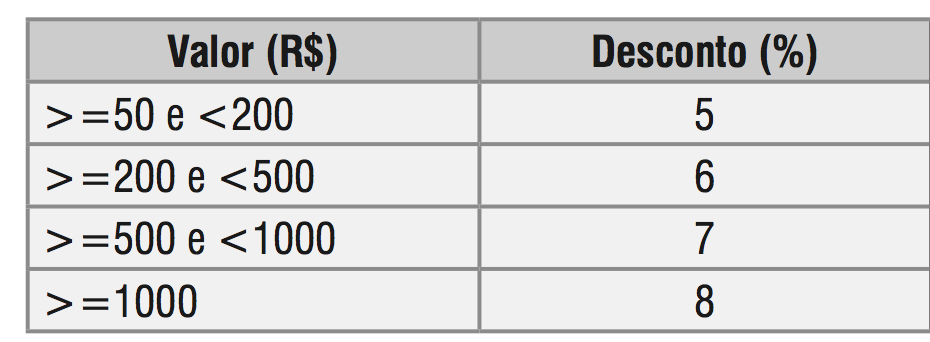 Valor (R$) Desconto (%)
>=50 e <200 5
>=200 e <500 6
>=500 e <1000 7
>=1000 8